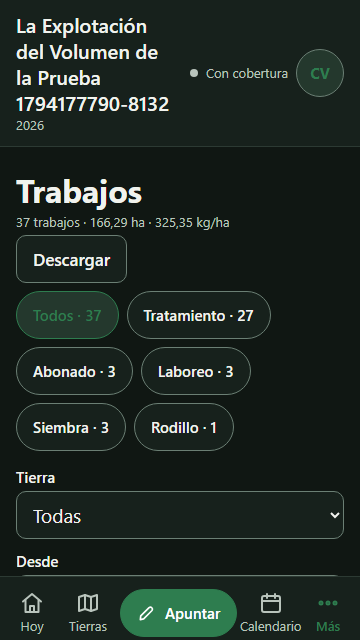 La Explotación
del Volumen de
la Prueba
1794177790-8132
2026
Con cobertura
CV
Trabajos
37 trabajos · 166,29 ha · 325,35 kg/ha
Descargar
Todos · 37
Tratamiento · 27
Abonado · 3
Laboreo · 3
Siembra · 3
Rodillo · 1
Tierra
Todas
Desde
Hoy
Tierras
Apuntar
Calendario
Más